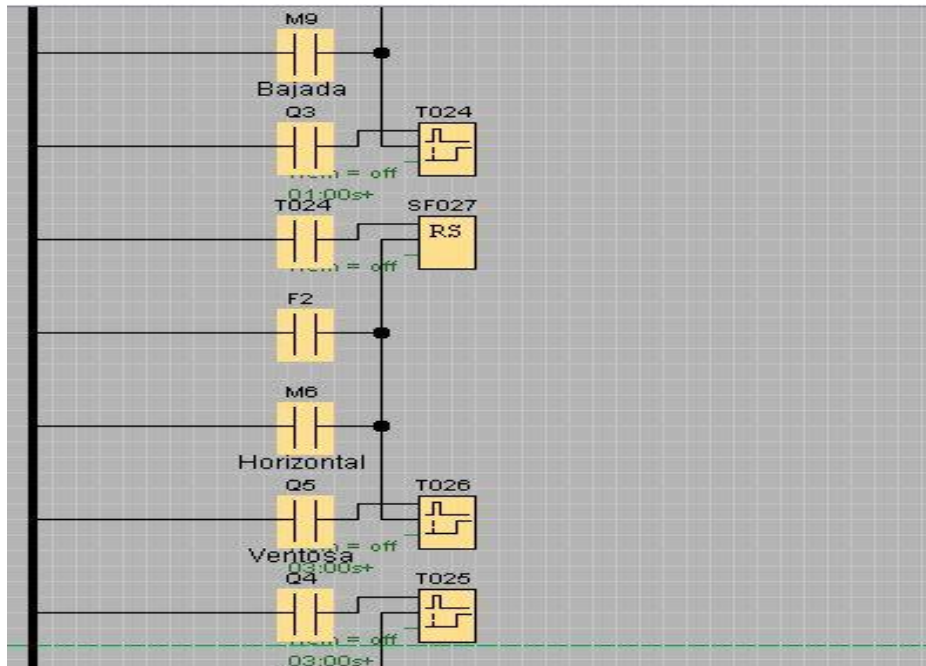 M9
Bajada
Q3 T024
= off
01:00s+
T024 SF027
RS
= off
F2
M6
Horizontal
Q5 T026
= off
Ventosa
03:00s+
Q4 T025
= off
03:00s+